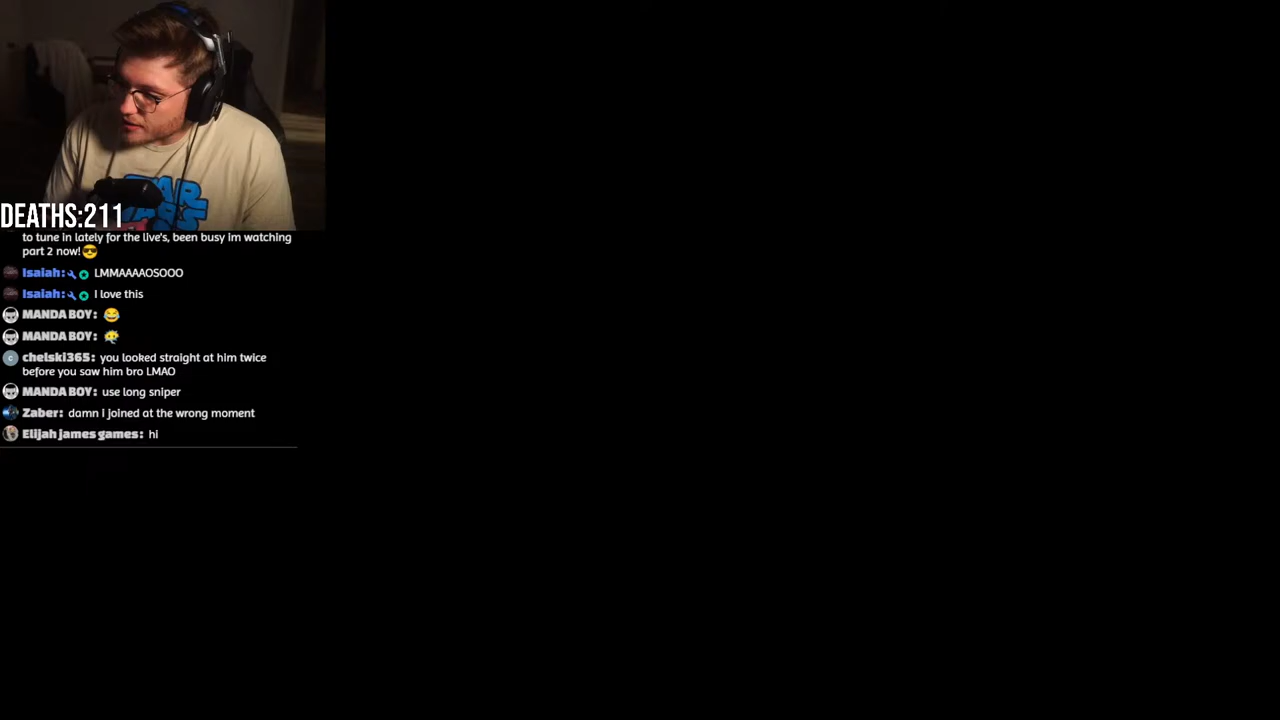 DEATHS:211
to tune in lately for the live's, been busy im watching
part 2 now!😎
Isaiah: LMMAAAAOSOOO
Isaiah: I love this
MANDA BOY: 😂
MANDA BOY:
chelski365: you looked straight at him twice
before you saw him bro LMAO
MANDA BOY: use long sniper
Zaber: damn i joined at the wrong moment
Elijah james games: hi